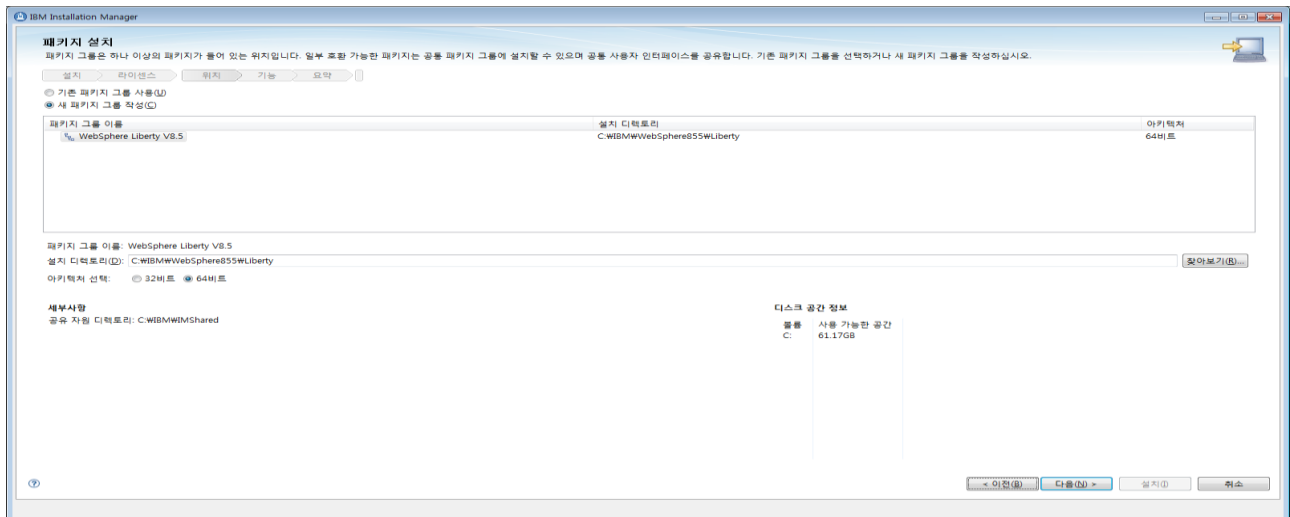 IBM Installation Manager
패키지 설치
패키지 그룹은 하나 이상의 패키지가 들어 있는 위치입니다. 일부 호환 가능한 패키지는 공통 패키지 그룹에 설치할 수 있으며 공통 사용자 인터페이스를 공유합니다. 기존 패키지 그룹을 선택하거나 새 패키지 그룹을 작성하십시오.
설치 라이센스 위치 기능 요약
기존 패키지 그룹 사용(U)
새 패키지 그룹 작성(C)
패키지 그룹 이름 설치 디렉토리 아키텍처
WebSphere Liberty V8.5 C:₩IBM₩WebSphere855₩Liberty 64비트
패키지 그룹 이름: WebSphere Liberty V8.5
설치 디렉토리(D): C:₩IBM₩WebSphere855₩Liberty 찾아보기(R)...
아키텍처 선택: 32비트 64비트
세부사항 디스크 공간 정보
공유 자원 디렉토리: C:₩IBM₩IMShared
볼륨 사용 가능한 공간
C: 61.17GB
? < 이전(B) 다음(N) > 설치(I) 취소